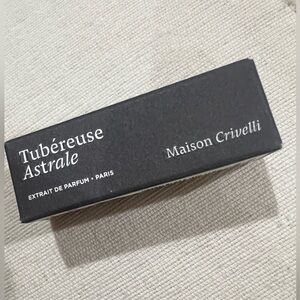 Tubéreuse
Astrale
EXTRAIT DE PARFUM • PARIS
Maison Crivelli